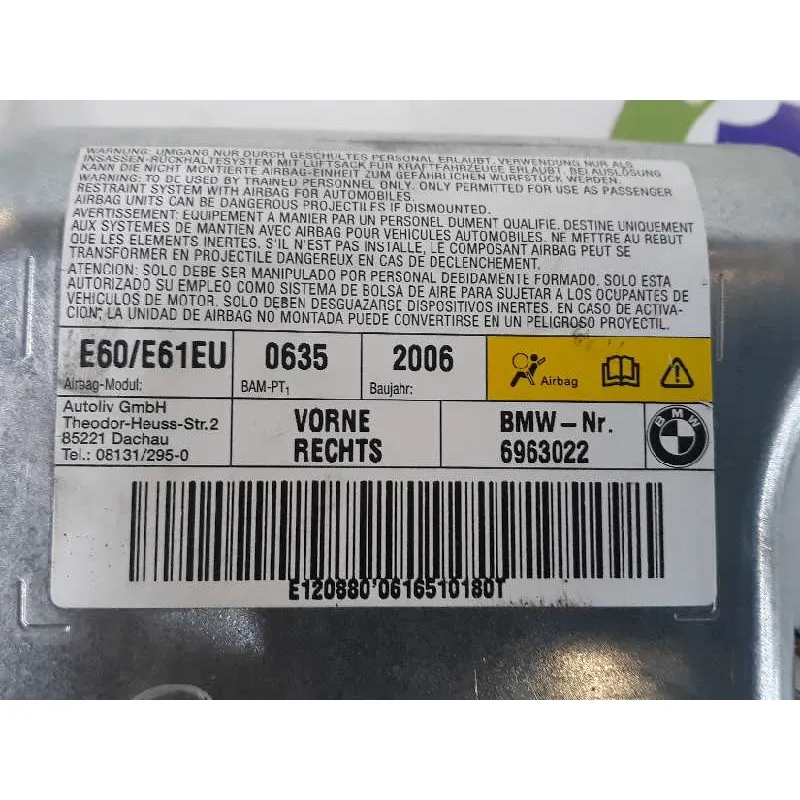 WARNUNG: UMGANG NUR DURCH GESCHULTES PERSONAL ERLAUBT. VERWENDUNG NUR ALS
INSASSEN-RÜCKHALTESYSTEM MIT LUFTSACK FÜR KRAFTFAHRZEUGE ERLAUBT. BEI AUSLÖSUNG
KANN DIE NICHT MONTIERTE AIRBAG-EINHEIT ZUM GEFÄHRLICHEN WURFSTÜCK WERDEN.
WARNING: TO BE USED BY TRAINED PERSONNEL ONLY. ONLY PERMITTED FOR USE AS PASSENGER
RESTRAINT SYSTEM WITH AIRBAG FOR AUTOMOBILES.
AIRBAG UNITS CAN BE DANGEROUS PROJECTILES IF DISMOUNTED.
AVERTISSEMENT: EQUIPEMENT A MANIER PAR UN PERSONEL DUMENT QUALIFIE. DESTINE UNIQUEMENT
AUX SYSTEMES DE MANTIEN AVEC AIRBAG POUR VEHICULES AUTOMOBILES. NE METTRE AU REBUT
QUE LES ELEMENTS INERTES. S'IL N'EST PAS INSTALLE, LE COMPOSANT AIRBAG PEUT SE
TRANSFORMER EN PROJECTILE DANGEREUX EN CAS DE DECLENCHEMENT.
ATENCION: SOLO DEBE SER MANIPULADO POR PERSONAL DEBIDAMENTE FORMADO. SOLO ESTA
AUTORIZADO SU EMPLEO COMO SISTEMA DE BOLSA DE AIRE PARA SUJETAR A LOS OCUPANTES DE
VEHICULOS DE MOTOR. SOLO DEBEN DESGUAZARSE DISPOSITIVOS INERTES. EN CASO DE ACTIVA-
CION, LA UNIDAD DE AIRBAG NO MONTADA PUEDE CONVERTIRSE EN UN PELIGROSO PROYECTIL.
E60/E61EU 0635 2006
Airbag-Modul: BAM-PT1 Baujahr: Airbag
Autoliv GmbH
Theodor-Heuss-Str.2
85221 Dachau
Tel.: 08131/295-0
VORNE
RECHTS
BMW-Nr.
6963022
BMW
E120880'0616510180T